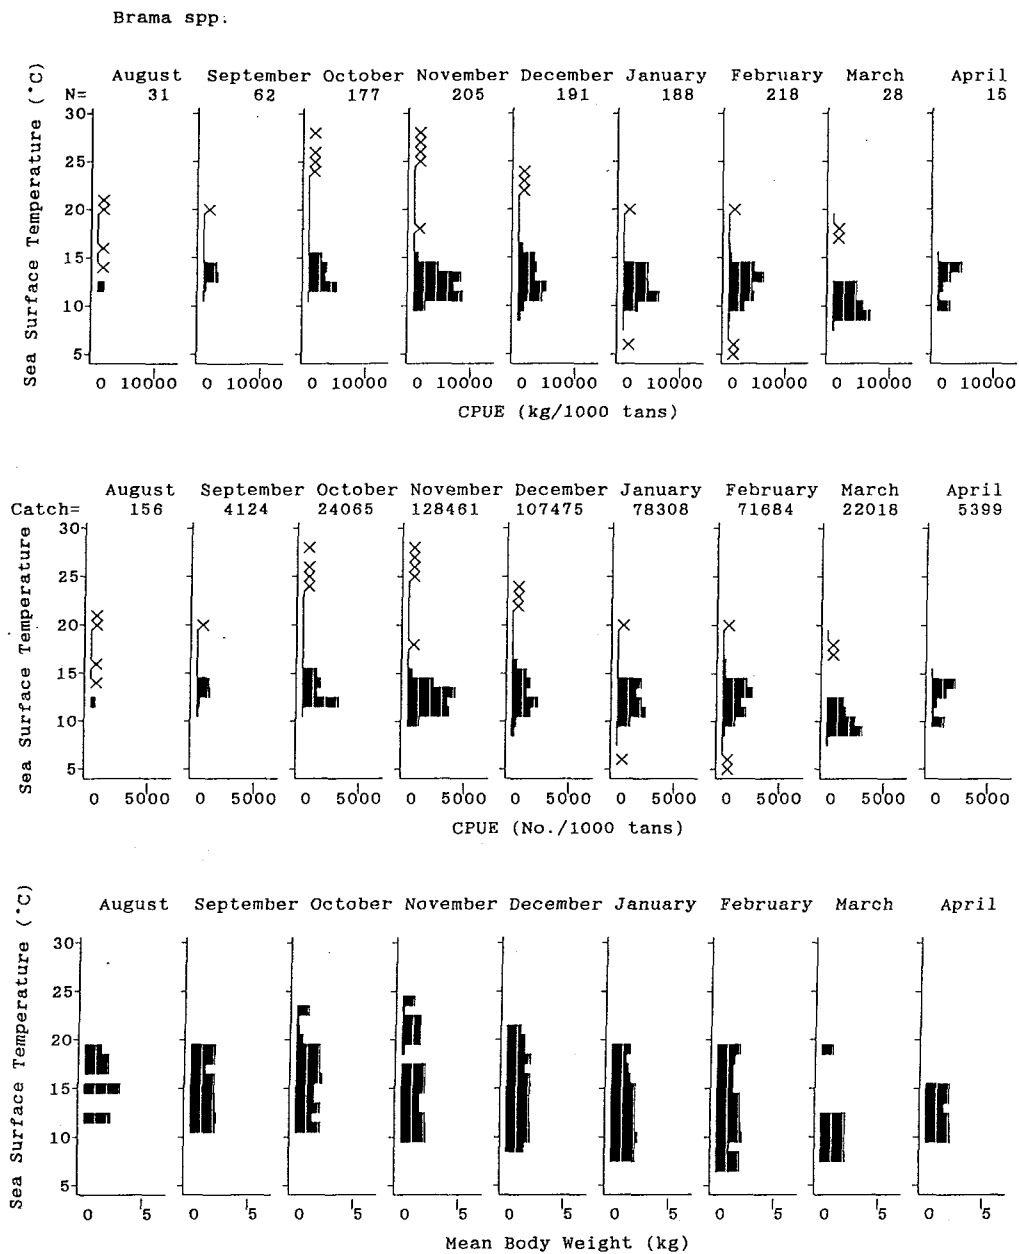 Brama spp.
August September October November December January February March April
N= 31 62 177 205 191 188 218 28 15
Sea Surface Temperature (°C)
30
25
20
15
10
5
0 10000 0 10000 0 10000 0 10000 0 10000 0 10000 0 10000 0 10000 0 10000
CPUE (kg/1000 tans)
August September October November December January February March April
Catch= 156 4124 24065 128461 107475 78308 71684 22018 5399
Sea Surface Temperature
30
25
20
15
10
5
0 5000 0 5000 0 5000 0 5000 0 5000 0 5000 0 5000 0 5000 0 5000
CPUE (No./1000 tans)
August September October November December January February March April
Sea Surface Temperature (°C)
30
25
20
15
10
5
0 5 0 5 0 5 0 5 0 5 0 5 0 5 0 5 0 5
Mean Body Weight (kg)